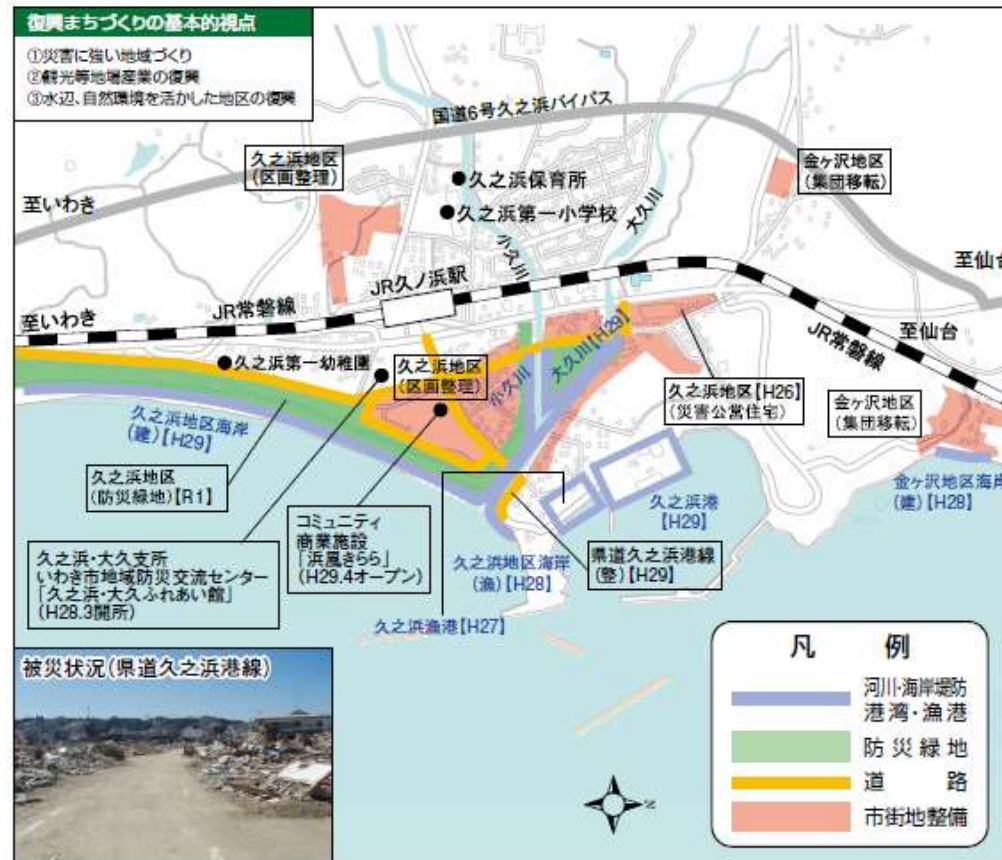 復興まちづくりの基本的視点
①災害に強い地域づくり
②観光等地場産業の復興
③水辺、自然環境を活かした地区の復興
国道6号久之浜バイパス
久之浜地区
(区画整理)
金ヶ沢地区
(集団移転)
●久之浜保育所
●久之浜第一小学校
至いわき
小久川
大久川
至仙台
JR久ノ浜駅
JR常磐線
至いわき
至仙台
JR常磐線
●久之浜第一幼稚園
久之浜地区
(区画整理)
小久川
大久川【H29】
久之浜地区【H26】
(災害公営住宅)
金ヶ沢地区
(集団移転)
久之浜地区海岸
(建)【H29】
久之浜地区
(防災緑地)【R1】
久之浜港
【H29】
金ヶ沢地区海岸
(建)【H28】
久之浜・大久支所
いわき市地域防災交流センター
「久之浜・大久ふれあい館」
(H28.3開所)
コミュニティ
商業施設
「浜風きらら」
(H29.4オープン)
久之浜地区海岸
(漁)【H28】
県道久之浜港線
(整)【H29】
久之浜漁港【H27】
被災状況(県道久之浜港線)
凡 例
河川・海岸堤防
港湾・漁港
防災緑地
道 路
市街地整備
N